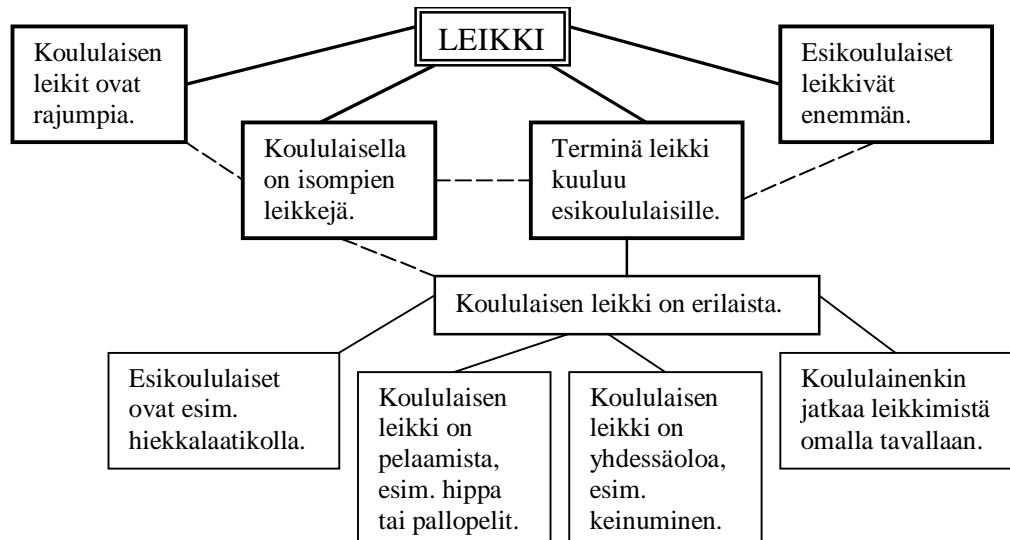 LEIKKI
Koululaisen
leikit ovat
rajumpia.
Esikoululaiset
leikkivät
enemmän.
Koululaisella
on isompien
leikkejä.
Terminä leikki
kuuluu
esikoululaisille.
Koululaisen leikki on erilaista.
Esikoululaiset
ovat esim.
hiekkalaatikolla.
Koululaisen
leikki on
pelaamista,
esim. hippa
tai pallopelit.
Koululaisen
leikki on
yhdessäoloa,
esim.
keinuminen.
Koululainenkin
jatkaa leikkimistä
omalla tavallaan.